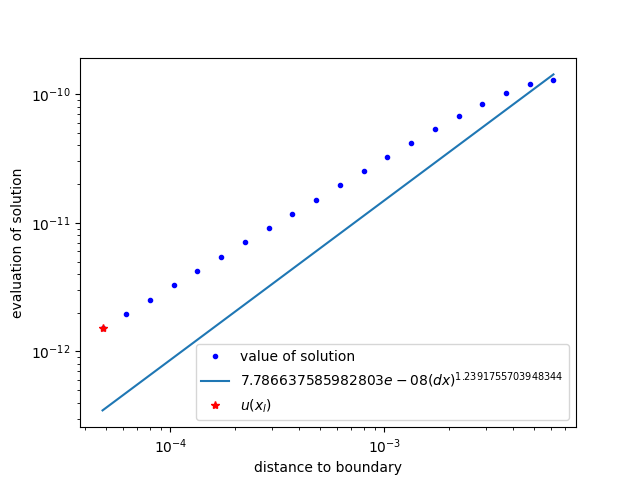 10⁻¹⁰
10⁻¹¹
10⁻¹²
evaluation of solution
value of solution
7.786637585982803e − 08(dx)^1.2391755703948344
u(x_I)
10⁻⁴
10⁻³
distance to boundary